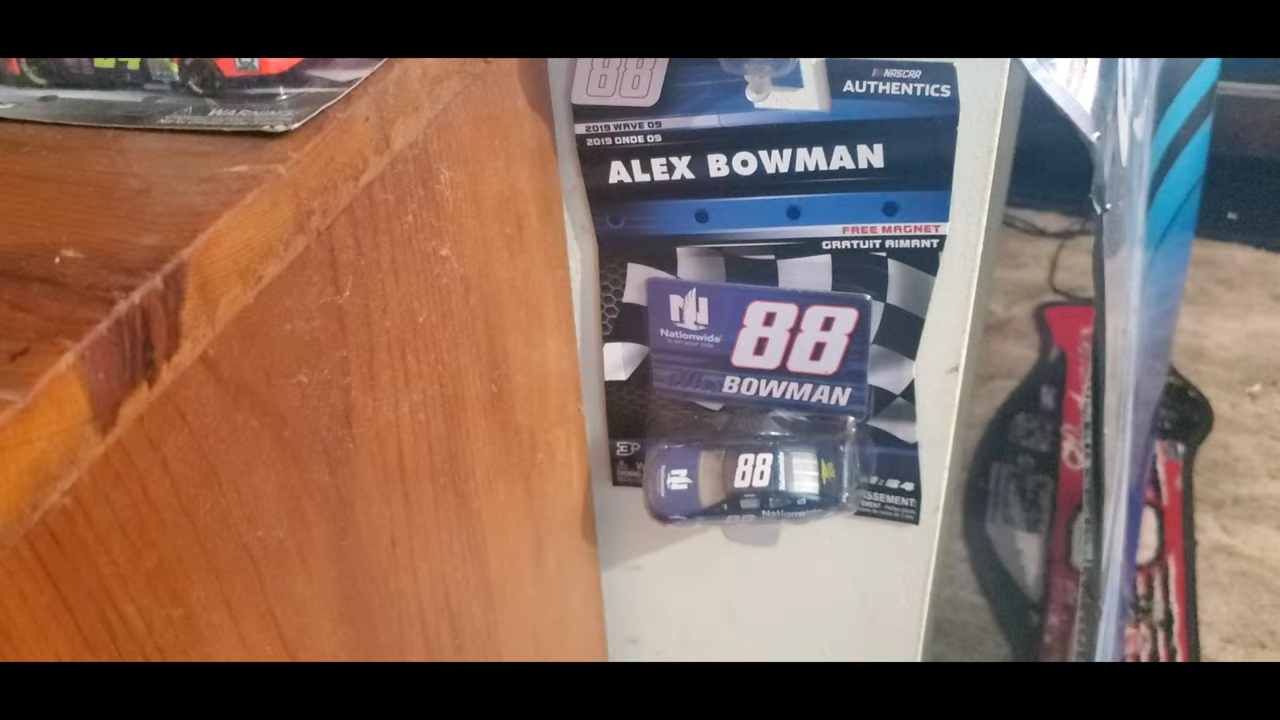 WARNING
88
NASCAR
AUTHENTICS
2019 WAVE 09
2019 ONDE 09
ALEX BOWMAN
FREE MAGNET
GRATUIT AIMANT
Nationwide
88
BOWMAN
88
Nationwide
1:64